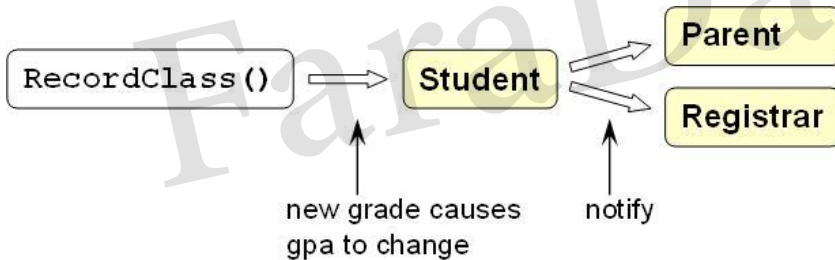 Parent
RecordClass()
Student
Registrar
new grade causes
gpa to change
notify